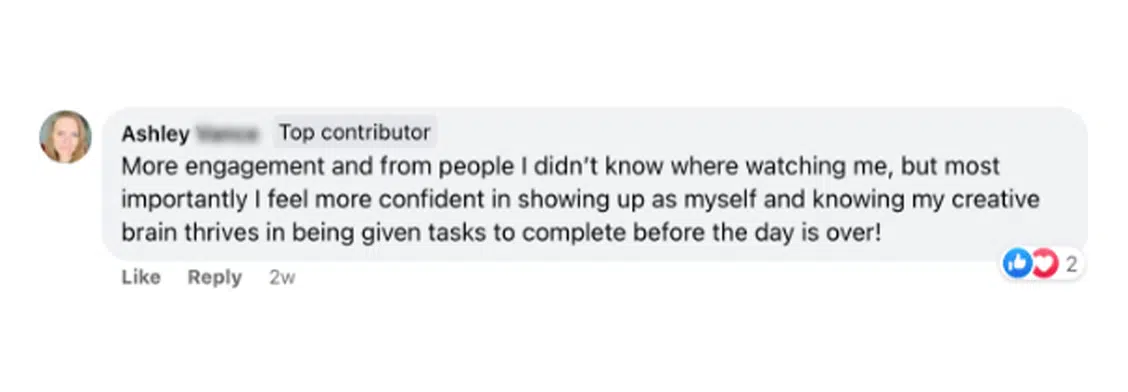 Ashley Top contributor
More engagement and from people I didn't know where watching me, but most
importantly I feel more confident in showing up as myself and knowing my creative
brain thrives in being given tasks to complete before the day is over!
Like Reply 2w
2